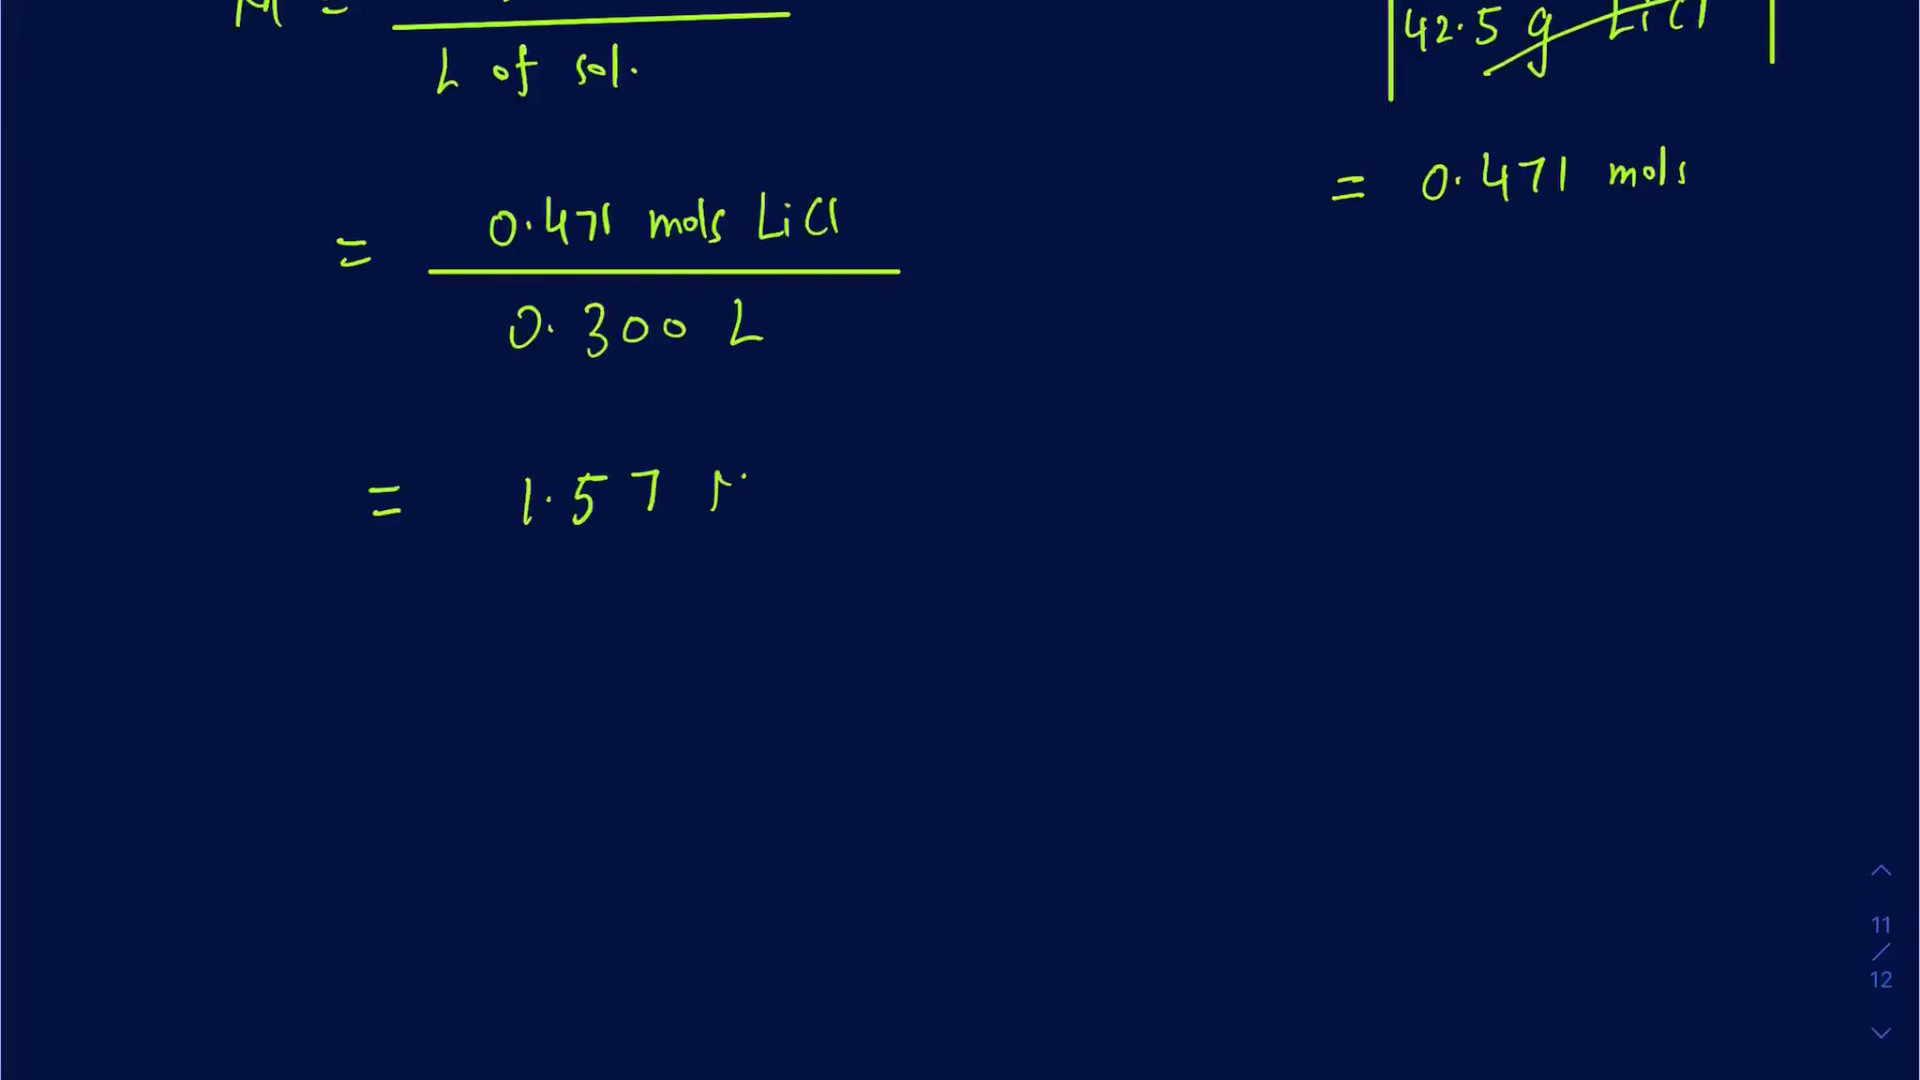 M =
L of sol.
42.5 g LiCl
= 0.471 mols
= 0.471 mols LiCl
0.300 L
= 1.57
11
/
12